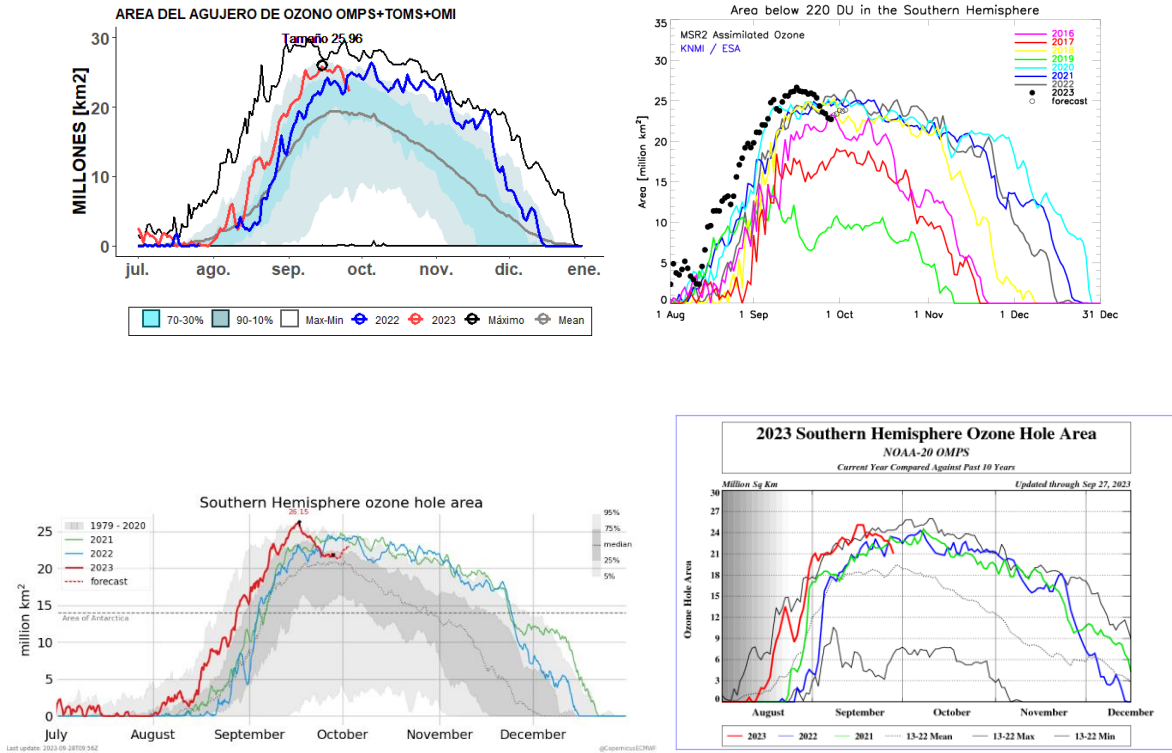 AREA DEL AGUJERO DE OZONO OMPS+TOMS+OMI
Tamaño 25.96
MILLONES [km2]
30
20
10
0
jul. ago. sep. oct. nov. dic. ene.
70-30% 90-10% Max-Min 2022 2023 Máximo Mean
Area below 220 DU in the Southern Hemisphere
MSR2 Assimilated Ozone
KNMI / ESA
2016
2017
2018
2019
2020
2021
2022
2023
forecast
Area [million km²]
35
30
25
20
15
10
5
0
1 Aug 1 Sep 1 Oct 1 Nov 1 Dec 31 Dec
Southern Hemisphere ozone hole area
26.15
1979 - 2020
2021
2022
2023
forecast
95%
75%
median
25%
5%
Area of Antarctica
million km²
25
20
15
10
5
0
July August September October November December
Last update: 2023-09-28T09:56Z
@CopernicusECMWF
2023 Southern Hemisphere Ozone Hole Area
NOAA-20 OMPS
Current Year Compared Against Past 10 Years
Million Sq Km Updated through Sep 27, 2023
Ozone Hole Area
30
27
24
21
18
15
12
9
6
3
0
August September October November December
2023 2022 2021 13-22 Mean 13-22 Max 13-22 Min